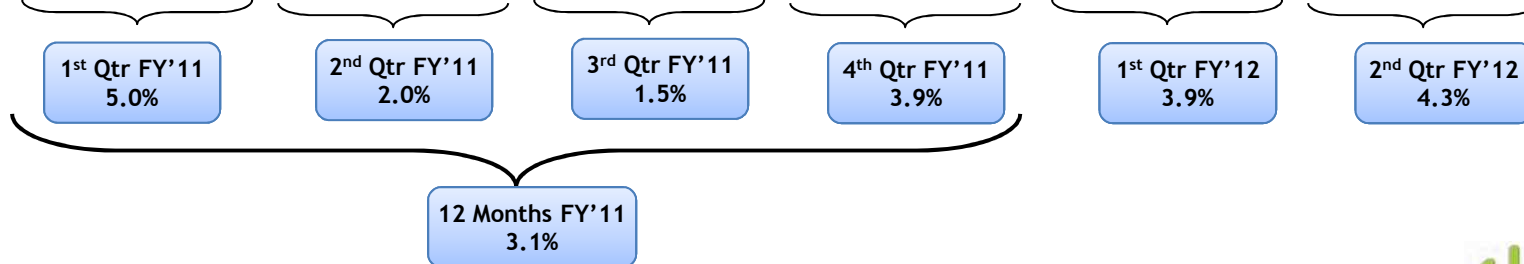 1st Qtr FY’11
5.0%
2nd Qtr FY’11
2.0%
3rd Qtr FY’11
1.5%
4th Qtr FY’11
3.9%
1st Qtr FY’12
3.9%
2nd Qtr FY’12
4.3%
12 Months FY’11
3.1%